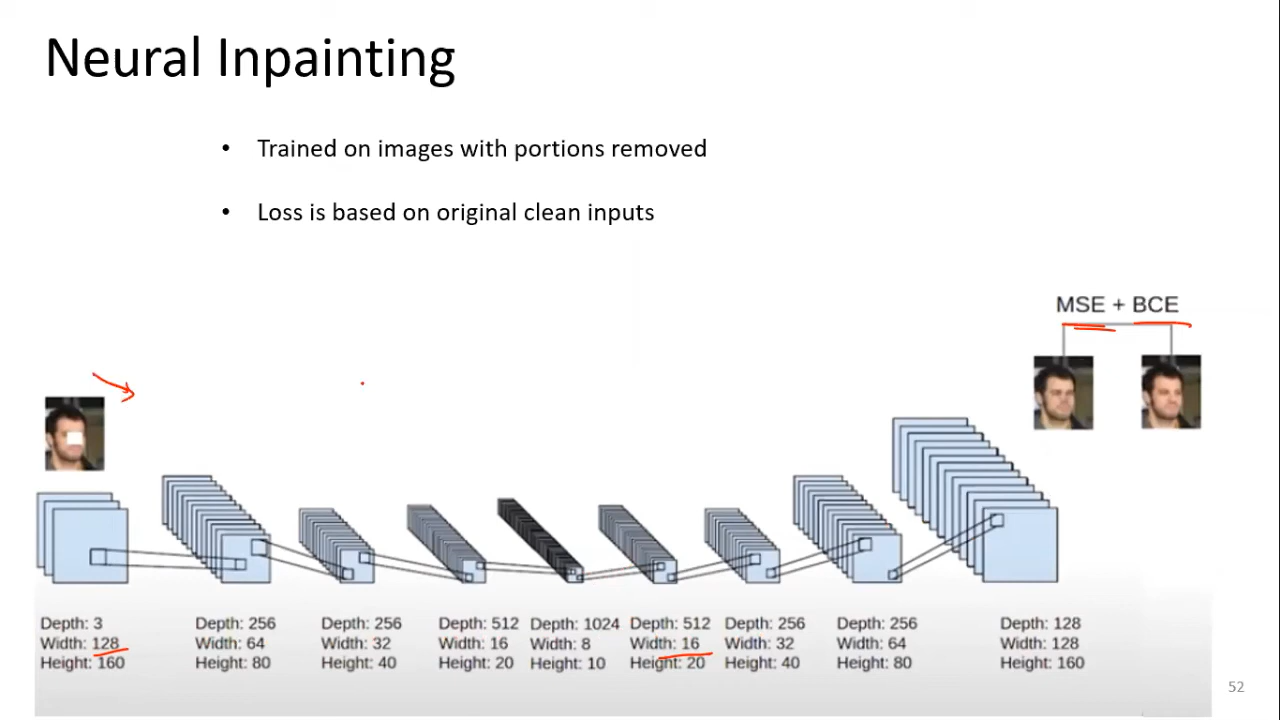 Neural Inpainting
• Trained on images with portions removed
• Loss is based on original clean inputs
MSE + BCE
Depth: 3
Width: 128
Height: 160
Depth: 256
Width: 64
Height: 80
Depth: 256
Width: 32
Height: 40
Depth: 512
Width: 16
Height: 20
Depth: 1024
Width: 8
Height: 10
Depth: 512
Width: 16
Height: 20
Depth: 256
Width: 32
Height: 40
Depth: 256
Width: 64
Height: 80
Depth: 128
Width: 128
Height: 160
52